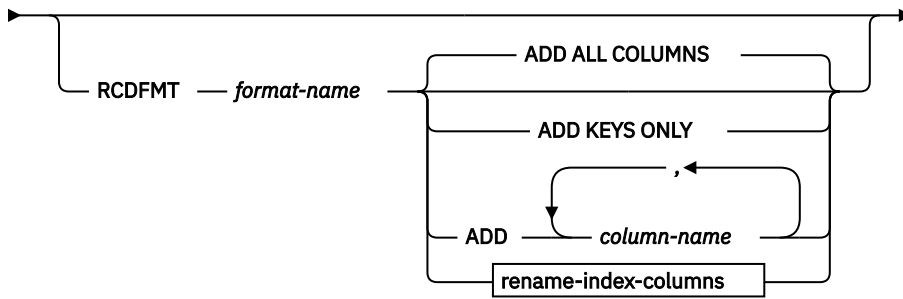 ADD ALL COLUMNS
RCDFMT format-name
ADD KEYS ONLY
,
ADD column-name
rename-index-columns